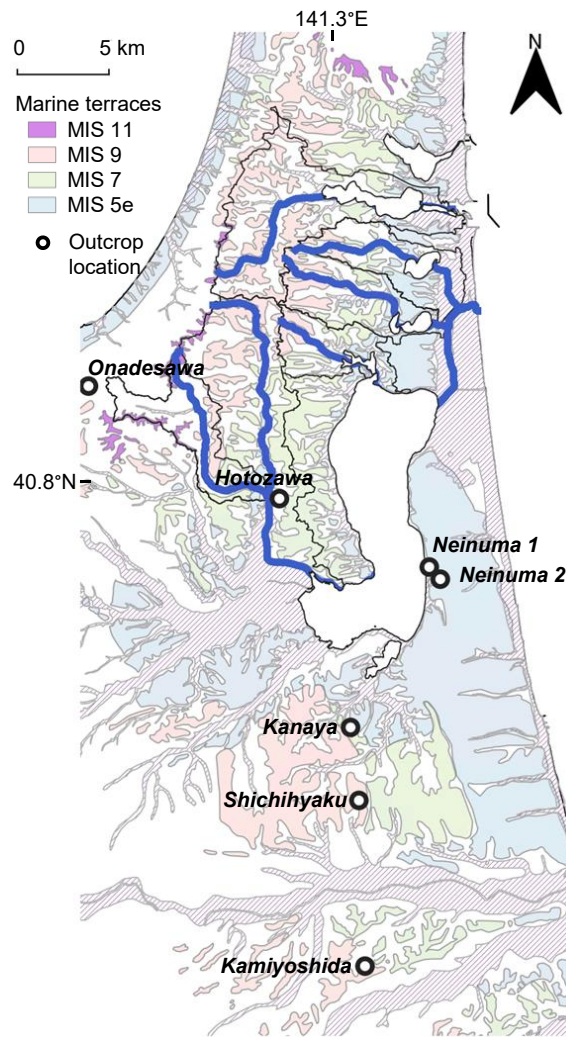 141.3°E
0 5 km
N
Marine terraces
MIS 11
MIS 9
MIS 7
MIS 5e
Outcrop
location
Onadesawa
40.8°N
Hotozawa
Neinuma 1
Neinuma 2
Kanaya
Shichihyaku
Kamiyoshida